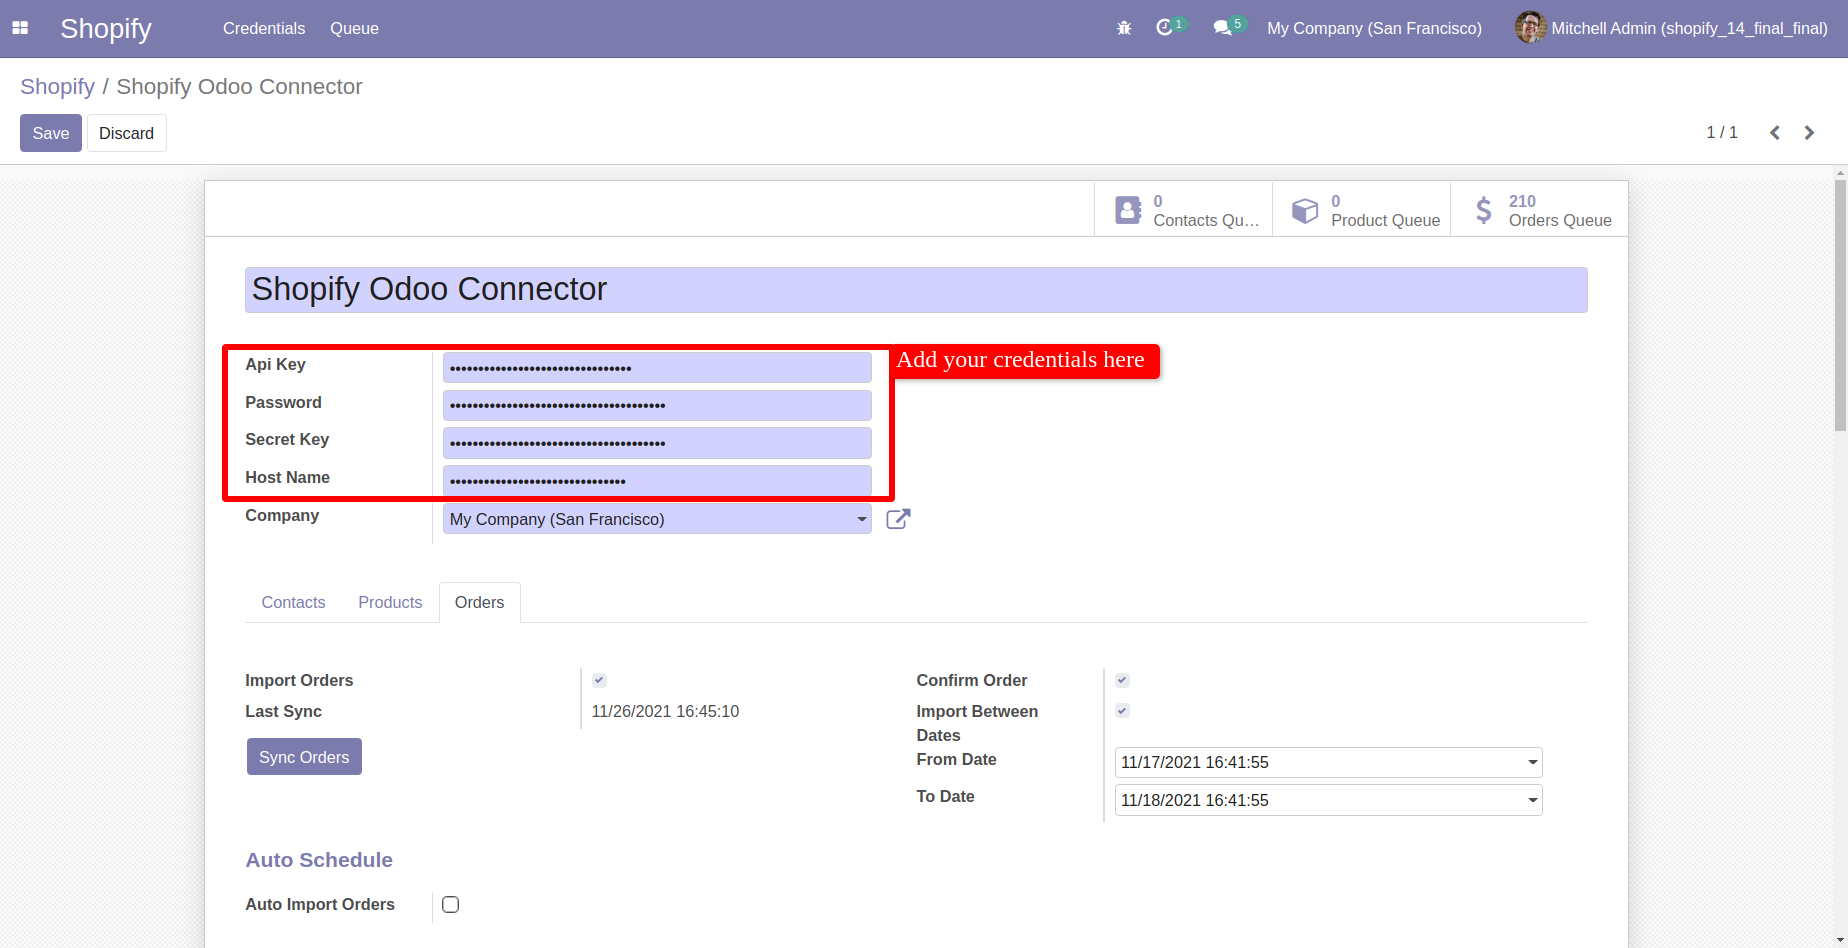 Shopify Credentials Queue 1 5 My Company (San Francisco) Mitchell Admin (shopify_14_final_final)
Shopify / Shopify Odoo Connector
Save Discard 1 / 1
0 Contacts Qu...
0 Product Queue
210 Orders Queue
Shopify Odoo Connector
Add your credentials here
Api Key
Password
Secret Key
Host Name
Company My Company (San Francisco)
Contacts Products Orders
Import Orders
Last Sync 11/26/2021 16:45:10
Sync Orders
Confirm Order
Import Between
Dates
From Date 11/17/2021 16:41:55
To Date 11/18/2021 16:41:55
Auto Schedule
Auto Import Orders